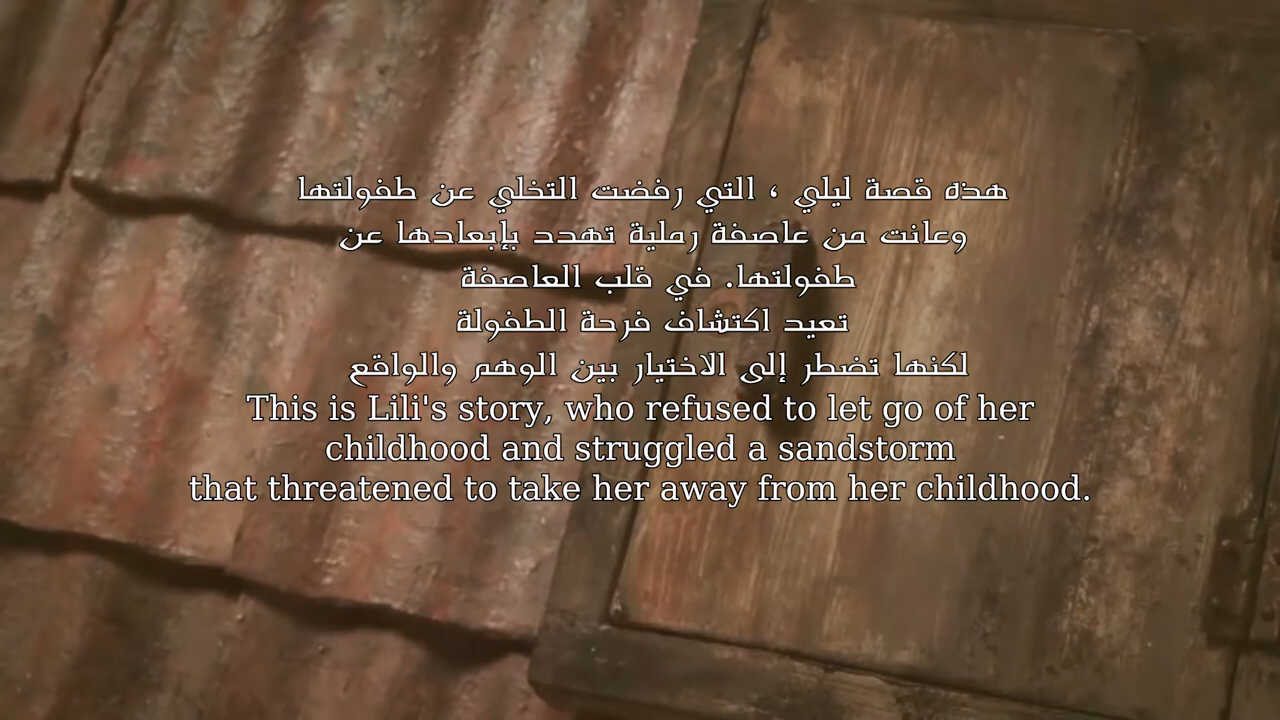 هذه قصة ليلي ، التي رفضت التخلي عن طفولتها
وعانت من عاصفة رملية تهدد بإبعادها عن
طفولتها. في قلب العاصفة
تعيد اكتشاف فرحة الطفولة
لكنها تضطر إلى الاختيار بين الوهم والواقع
This is Lili's story, who refused to let go of her
childhood and struggled a sandstorm
that threatened to take her away from her childhood.